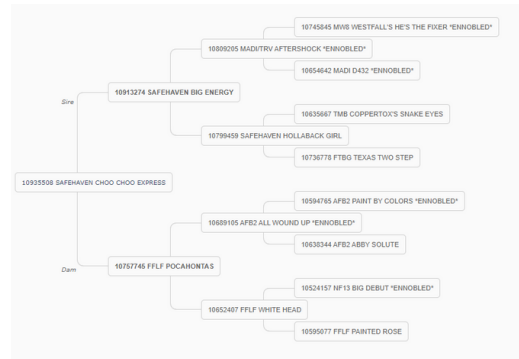 10745845 MW8 WESTFALL'S HE'S THE FIXER *ENNOBLED*
10809205 MADI/TRV AFTERSHOCK *ENNOBLED*
10654642 MADI D432 *ENNOBLED*
10913274 SAFEHAVEN BIG ENERGY
Sire
10635667 TMB COPPERTOX'S SNAKE EYES
10799459 SAFEHAVEN HOLLABACK GIRL
10736778 FTBG TEXAS TWO STEP
10935508 SAFEHAVEN CHOO CHOO EXPRESS
10594765 AFB2 PAINT BY COLORS *ENNOBLED*
10689105 AFB2 ALL WOUND UP *ENNOBLED*
10638344 AFB2 ABBY SOLUTE
10757745 FFLF POCAHONTAS
Dam
10524157 NF13 BIG DEBUT *ENNOBLED*
10652407 FFLF WHITE HEAD
10595077 FFLF PAINTED ROSE